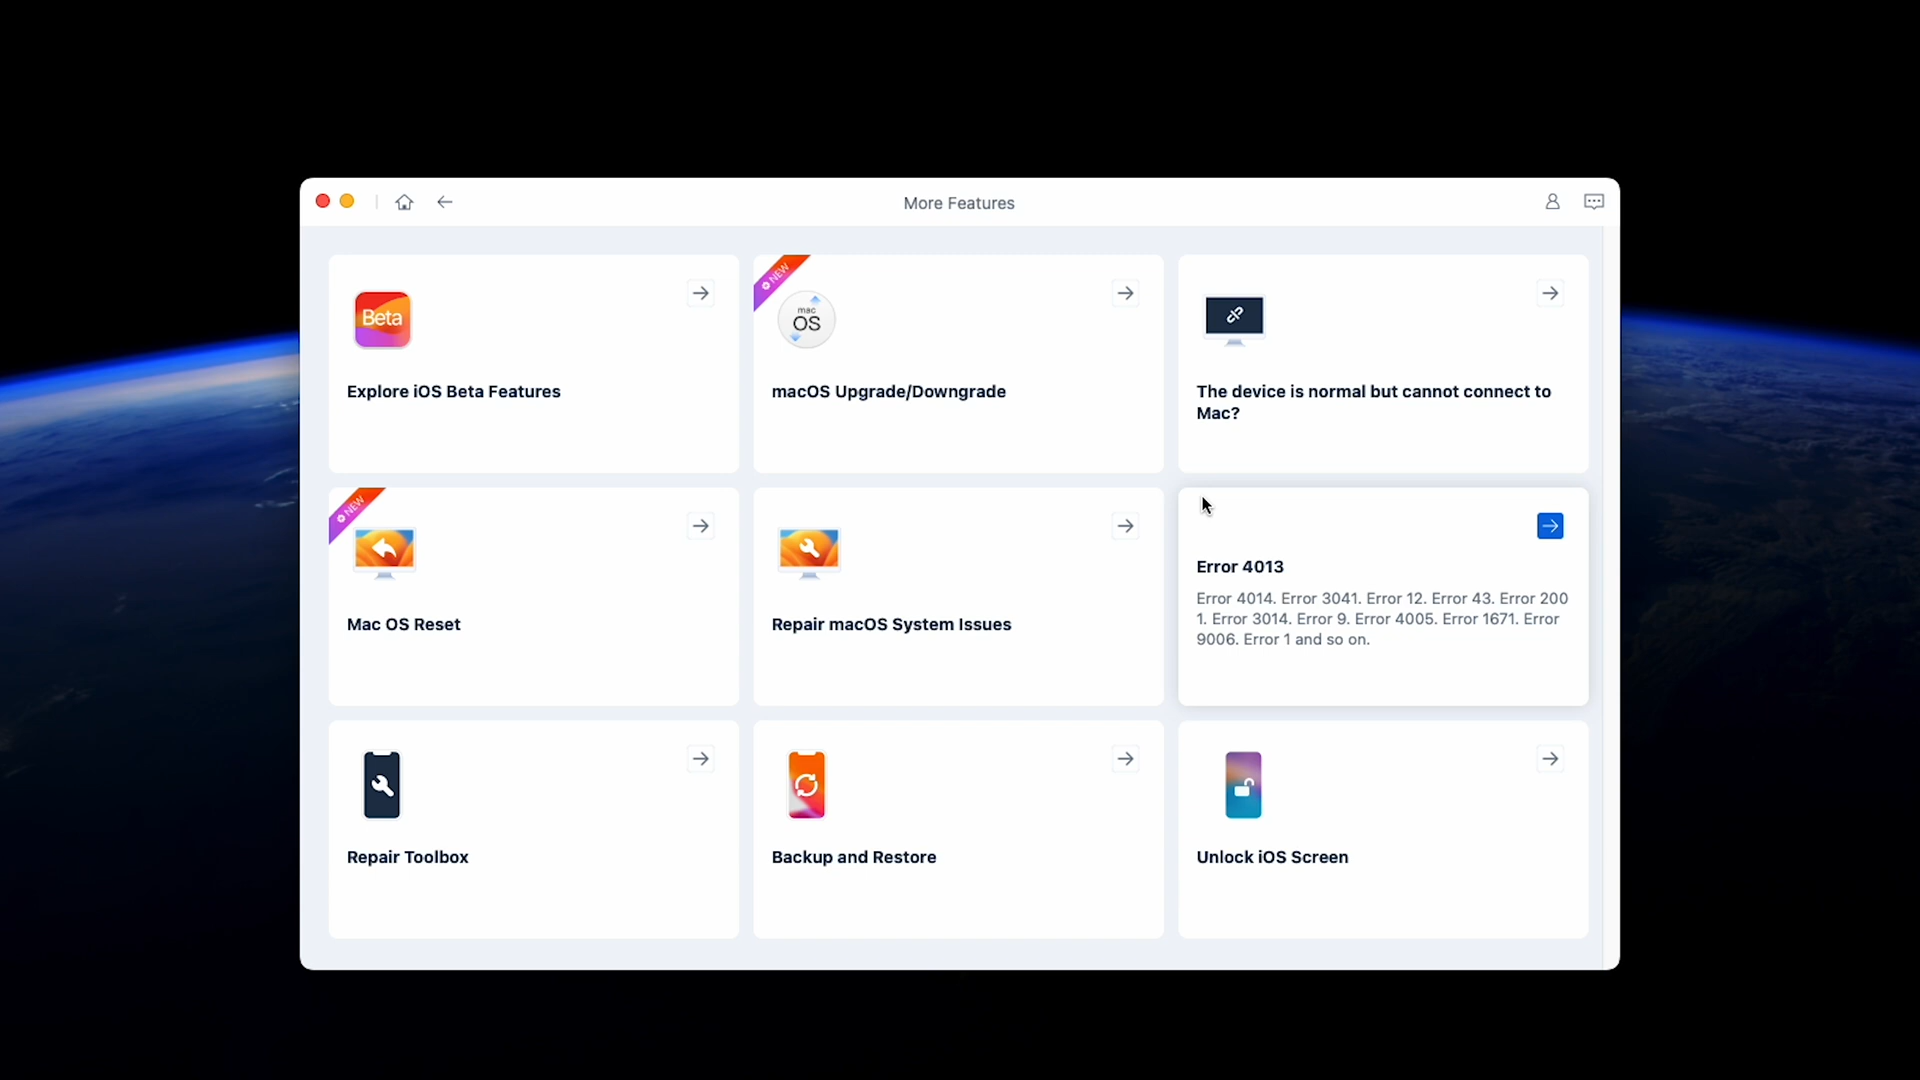 More Features
Beta
Explore iOS Beta Features
NEW
mac
OS
macOS Upgrade/Downgrade
The device is normal but cannot connect to
Mac?
NEW
Mac OS Reset
Repair macOS System Issues
Error 4013
Error 4014. Error 3041. Error 12. Error 43. Error 200
1. Error 3014. Error 9. Error 4005. Error 1671. Error
9006. Error 1 and so on.
Repair Toolbox
Backup and Restore
Unlock iOS Screen